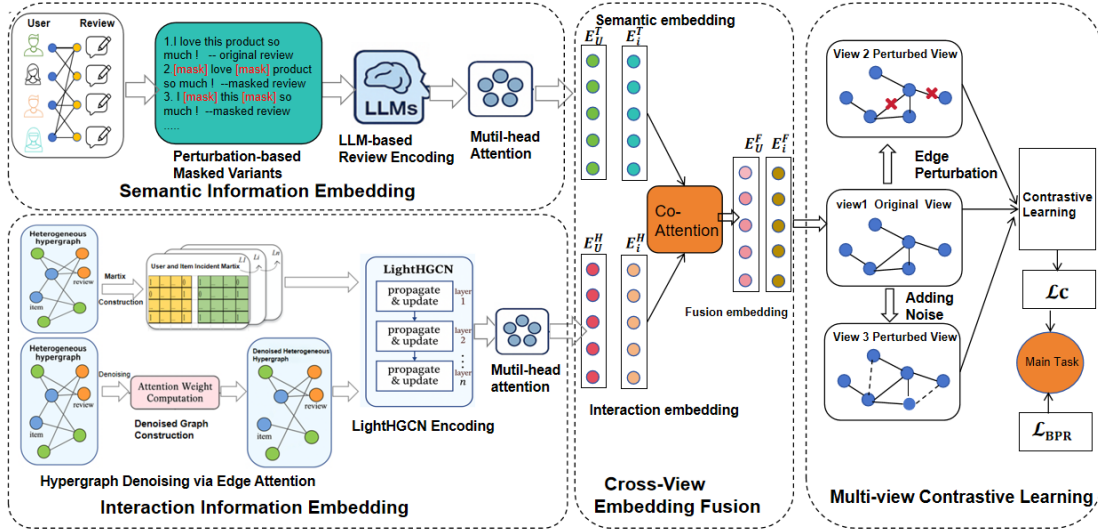 User Review
1.I love this product so
much ! -- original review
2.[mask] love [mask] product
so much ! --masked review
3. I [mask] this [mask] so
much ! --masked review
.....
Perturbation-based
Masked Variants
LLMs
LLM-based
Review Encoding
Mutil-head
Attention
Semantic Information Embedding
Heterogeneous
hypergraph
review
item
Martix
Construction
User and Item Incident Martix
Heterogeneous
hypergraph
review
item
Denoising
Attention Weight
Computation
Denoised Graph
Construction
Denoised Heterogeneous
Hypergraph
review
item
LightHGCN
propagate
& update
layer
1
propagate
& update
layer
2
propagate
& update
layer
n
LightHGCN Encoding
Mutil-head
attention
Hypergraph Denoising via Edge Attention
Interaction Information Embedding
Semantic embedding
E_U^T E_i^T
Co-
Attention
E_U^F E_i^F
Fusion embedding
E_U^H E_i^H
Interaction embedding
Cross-View
Embedding Fusion
View 2 Perturbed View
Edge
Perturbation
view1 Original View
Adding
Noise
View 3 Perturbed View
Contrastive
Learning
ℒC
Main Task
ℒBPR
Multi-view Contrastive Learning